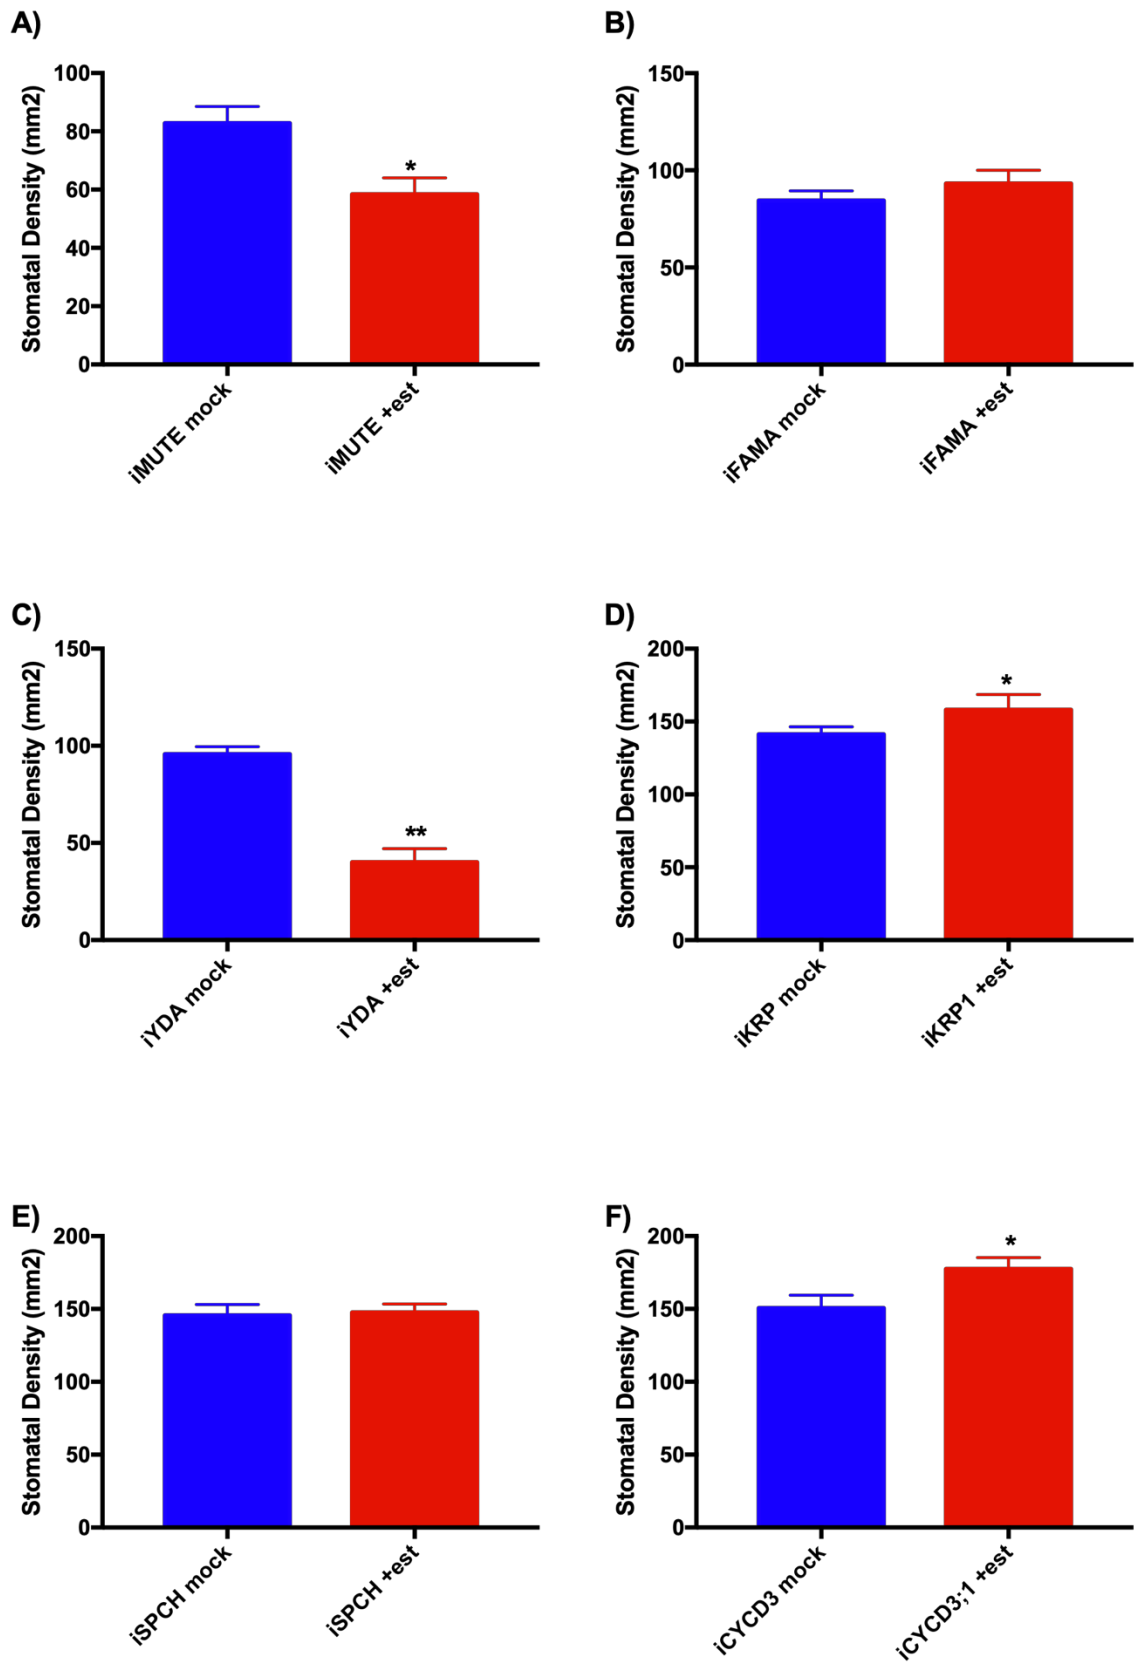 A)
Stomatal Density (mm2)
100
80
60
40
20
0
*
iMUTE mock
iMUTE +est
B)
Stomatal Density (mm2)
150
100
50
0
iFAMA mock
iFAMA +est
C)
Stomatal Density (mm2)
150
100
50
0
**
iYDA mock
iYDA +est
D)
Stomatal Density (mm2)
200
150
100
50
0
*
iKRP mock
iKRP1 +est
E)
Stomatal Density (mm2)
200
150
100
50
0
iSPCH mock
iSPCH +est
F)
Stomatal Density (mm2)
200
150
100
50
0
*
iCYCD3 mock
iCYCD3;1 +est